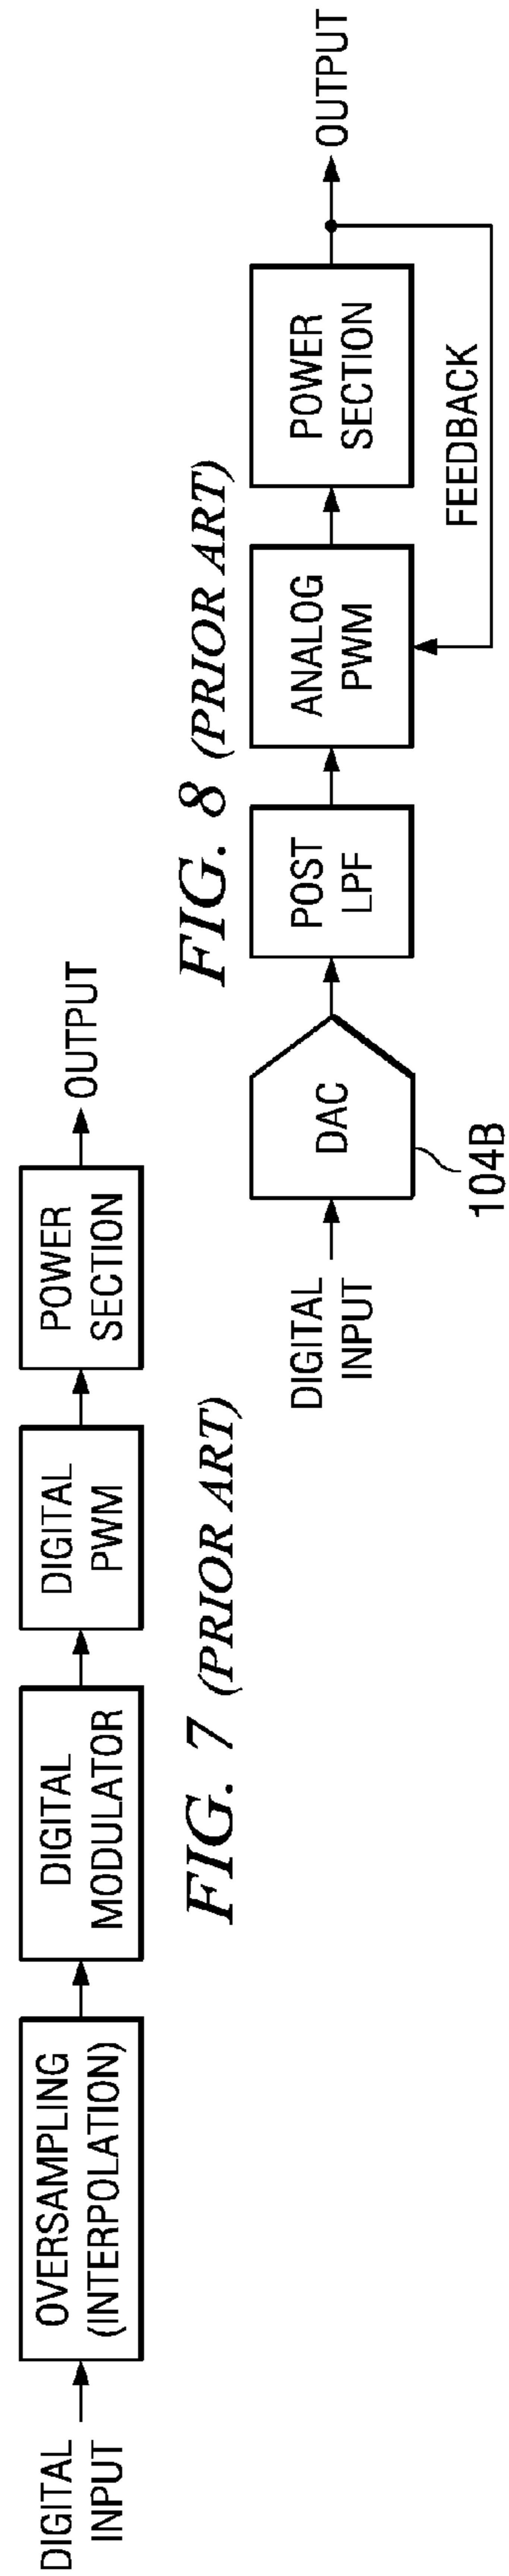 DIGITAL
INPUT
OVERSAMPLING
(INTERPOLATION)
DIGITAL
MODULATOR
DIGITAL
PWM
POWER
SECTION
OUTPUT
FIG. 7 (PRIOR ART)
DIGITAL
INPUT
DAC
104B
POST
LPF
ANALOG
PWM
POWER
SECTION
OUTPUT
FEEDBACK
FIG. 8 (PRIOR ART)